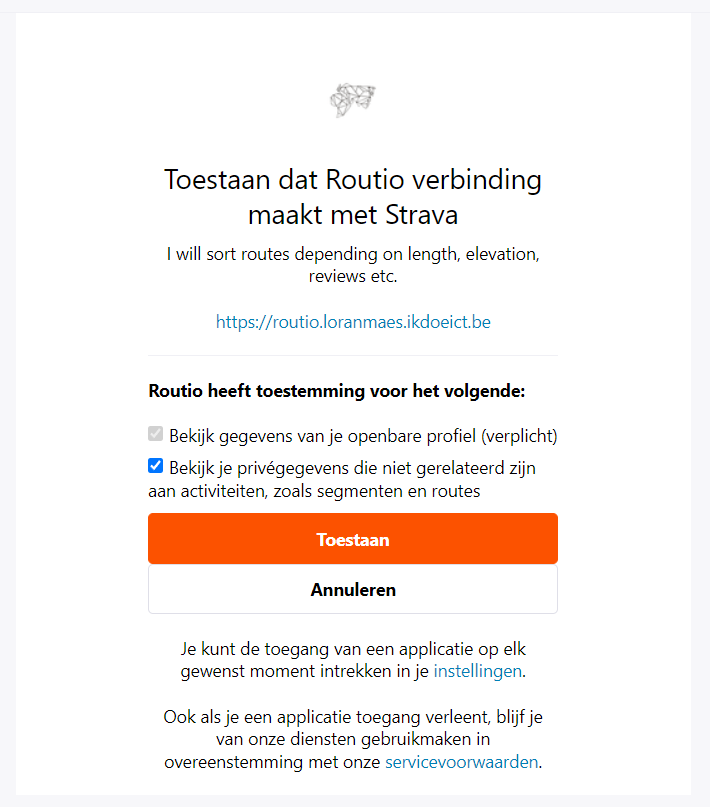 Toestaan dat Routio verbinding
maakt met Strava
I will sort routes depending on length, elevation,
reviews etc.
https://routio.loranmaes.ikdoeict.be
Routio heeft toestemming voor het volgende:
Bekijk gegevens van je openbare profiel (verplicht)
Bekijk je privégegevens die niet gerelateerd zijn
aan activiteiten, zoals segmenten en routes
Toestaan
Annuleren
Je kunt de toegang van een applicatie op elk
gewenst moment intrekken in je instellingen.
Ook als je een applicatie toegang verleent, blijf je
van onze diensten gebruikmaken in
overeenstemming met onze servicevoorwaarden.